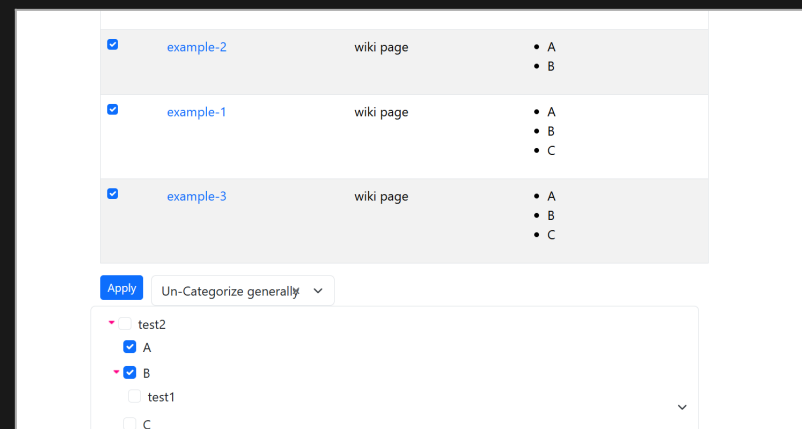 example-2 wiki page • A
• B
example-1 wiki page • A
• B
• C
example-3 wiki page • A
• B
• C
Apply Un-Categorize generally
test2
A
B
test1
C